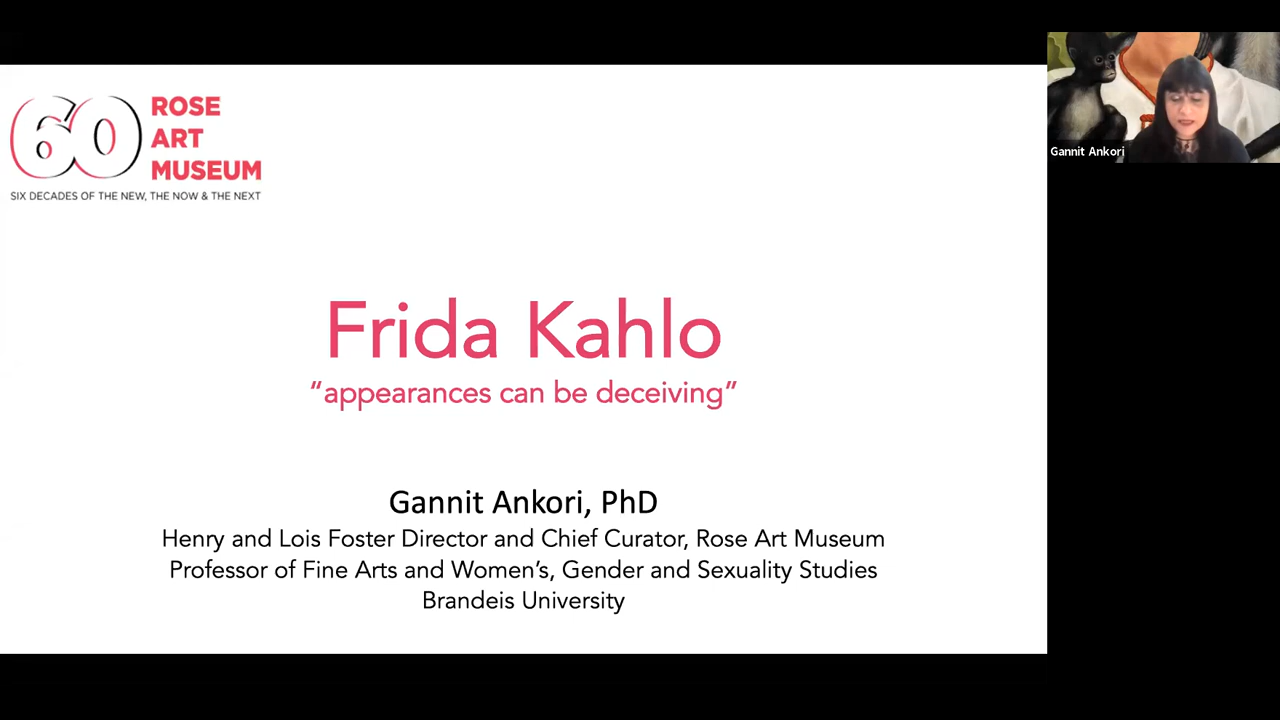 60
ROSE
ART
MUSEUM
SIX DECADES OF THE NEW, THE NOW & THE NEXT
Gannit Ankori
Frida Kahlo
“appearances can be deceiving”
Gannit Ankori, PhD
Henry and Lois Foster Director and Chief Curator, Rose Art Museum
Professor of Fine Arts and Women’s, Gender and Sexuality Studies
Brandeis University